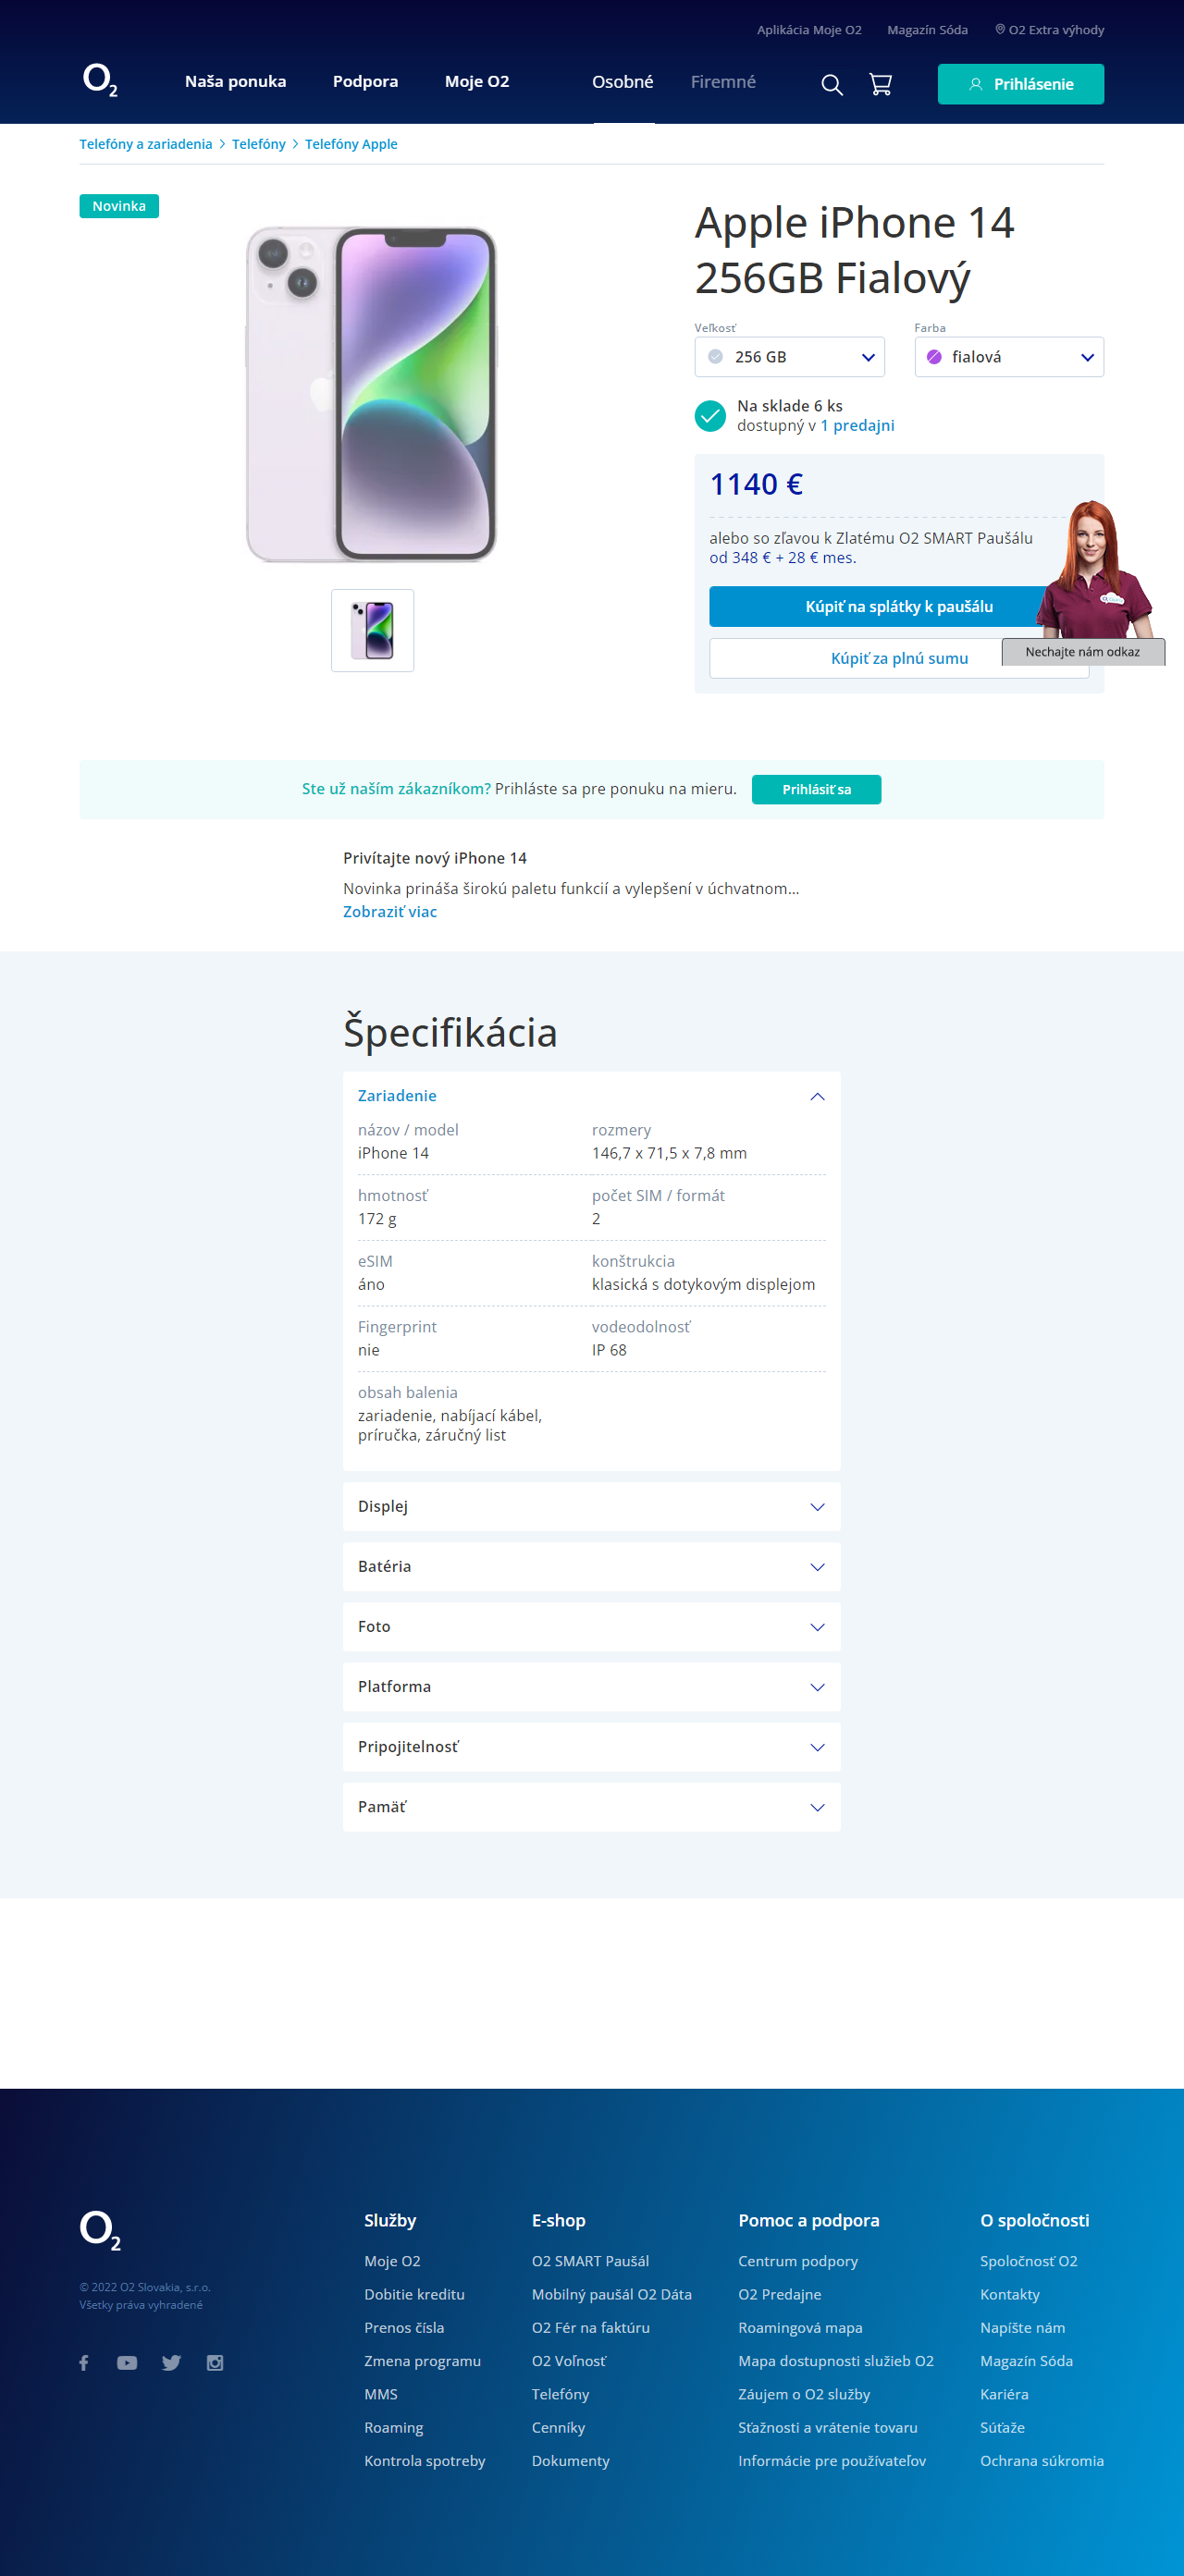 Aplikácia Moje O2 Magazín Sóda O2 Extra výhody
O2 Naša ponuka Podpora Moje O2 Osobné Firemné Prihlásenie
Telefóny a zariadenia Telefóny Telefóny Apple
Novinka
Apple iPhone 14
256GB Fialový
Veľkosť Farba
256 GB fialová
Na sklade 6 ks
dostupný v 1 predajni
1140 €
alebo so zľavou k Zlatému O2 SMART Paušálu
od 348 € + 28 € mes.
Kúpiť na splátky k paušálu
Kúpiť za plnú sumu
Nechajte nám odkaz
Ste už naším zákazníkom? Prihláste sa pre ponuku na mieru. Prihlásiť sa
Privítajte nový iPhone 14
Novinka prináša širokú paletu funkcií a vylepšení v úchvatnom...
Zobraziť viac
Špecifikácia
Zariadenie
názov / model rozmery
iPhone 14 146,7 x 71,5 x 7,8 mm
hmotnosť počet SIM / formát
172 g 2
eSIM konštrukcia
áno klasická s dotykovým displejom
Fingerprint vodeodolnosť
nie IP 68
obsah balenia
zariadenie, nabíjací kábel,
príručka, záručný list
Displej
Batéria
Foto
Platforma
Pripojitelnosť
Pamäť
O2
© 2022 O2 Slovakia, s.r.o.
Všetky práva vyhradené
Služby
Moje O2
Dobitie kreditu
Prenos čísla
Zmena programu
MMS
Roaming
Kontrola spotreby
E-shop
O2 SMART Paušál
Mobilný paušál O2 Dáta
O2 Fér na faktúru
O2 Voľnosť
Telefóny
Cenníky
Dokumenty
Pomoc a podpora
Centrum podpory
O2 Predajne
Roamingová mapa
Mapa dostupnosti služieb O2
Záujem o O2 služby
Sťažnosti a vrátenie tovaru
Informácie pre používateľov
O spoločnosti
Spoločnosť O2
Kontakty
Napíšte nám
Magazín Sóda
Kariéra
Súťaže
Ochrana súkromia